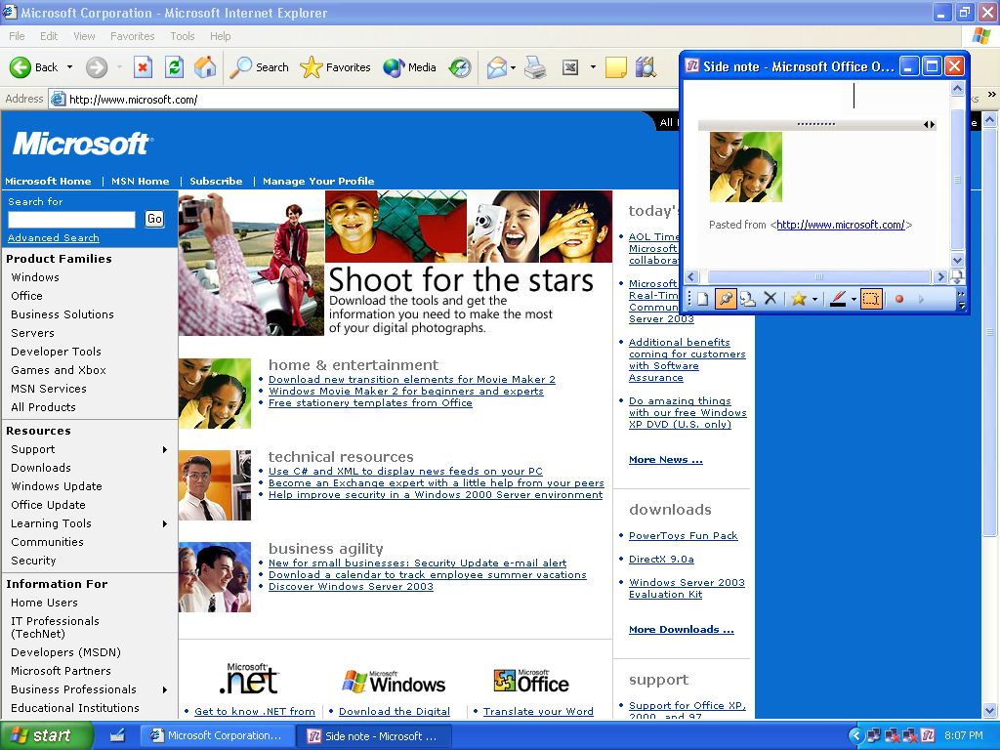 Microsoft Corporation - Microsoft Internet Explorer
File Edit View Favorites Tools Help
Back Search Favorites Media
Address http://www.microsoft.com/
Side note - Microsoft Office O...
Pasted from <http://www.microsoft.com/>
Microsoft
Microsoft Home | MSN Home | Subscribe | Manage Your Profile
Search for
Go
Advanced Search
Product Families
Windows
Office
Business Solutions
Servers
Developer Tools
Games and Xbox
MSN Services
All Products
Resources
Support
Downloads
Windows Update
Office Update
Learning Tools
Communities
Security
Information For
Home Users
IT Professionals
(TechNet)
Developers (MSDN)
Microsoft Partners
Business Professionals
Educational Institutions
Shoot for the stars
Download the tools and get the
information you need to make the most
of your digital photographs.
home & entertainment
Download new transition elements for Movie Maker 2
Windows Movie Maker 2 for beginners and experts
Free stationery templates from Office
technical resources
Use C# and XML to display news feeds on your PC
Become an Exchange expert with a little help from your peers
Help improve security in a Windows 2000 Server environment
business agility
New for small businesses: Security Update e-mail alert
Download a calendar to track employee summer vacations
Discover Windows Server 2003
Microsoft .net
Microsoft Windows
Microsoft Office
Get to know .NET from
Download the Digital
Translate your Word
All
today's
AOL Time
Microsoft
collaborat
Microsoft
Real-Tim
Commun
Server 2003
Additional benefits
coming for customers
with Software
Assurance
Do amazing things
with our free Windows
XP DVD (U.S. only)
More News ...
downloads
PowerToys Fun Pack
DirectX 9.0a
Windows Server 2003
Evaluation Kit
More Downloads ...
support
Support for Office XP,
2000, and 97
start
Microsoft Corporation...
Side note - Microsoft ...
8:07 PM